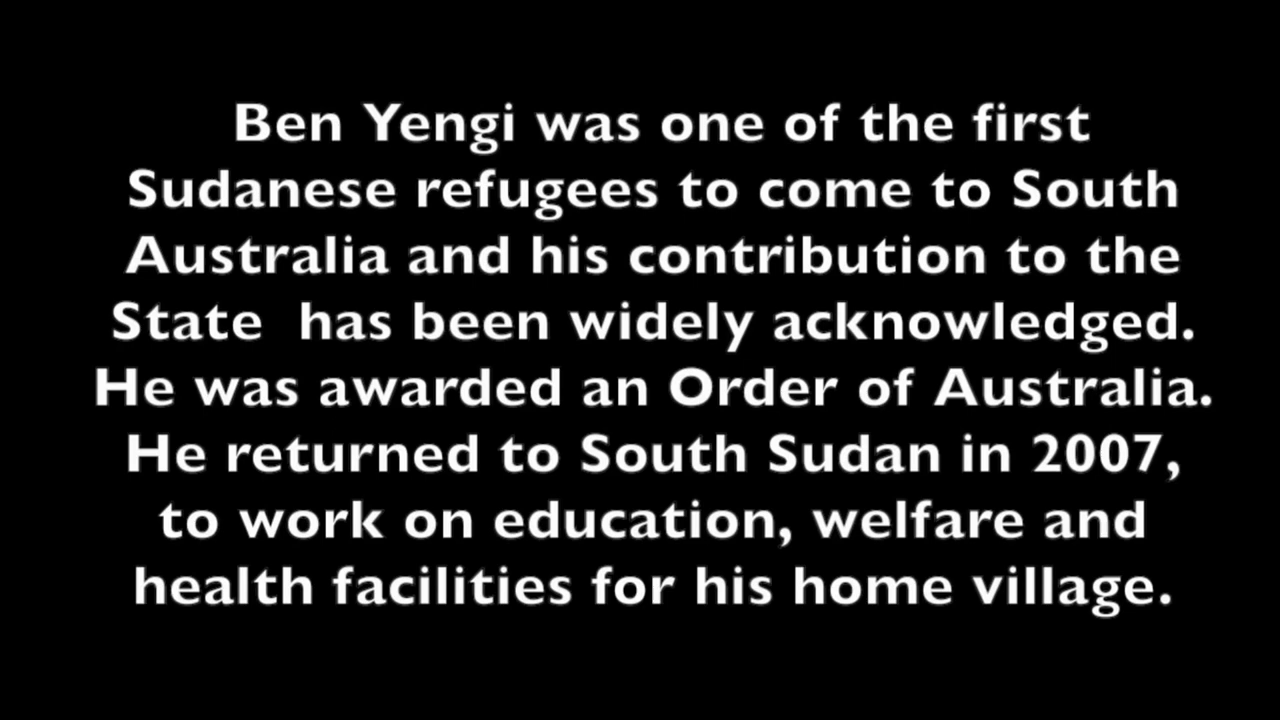 Ben Yengi was one of the first
Sudanese refugees to come to South
Australia and his contribution to the
State  has been widely acknowledged.
He was awarded an Order of Australia.
He returned to South Sudan in 2007,
to work on education, welfare and
health facilities for his home village.